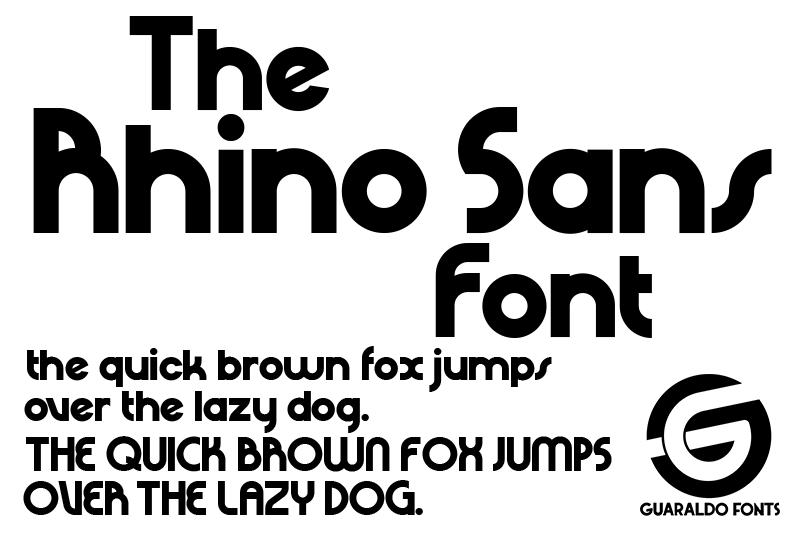 The
Rhino Sans
Font
the quick brown fox jumps
over the lazy dog.
THE QUICK BROWN FOX JUMPS
OVER THE LAZY DOG.
GUARALDO FONTS